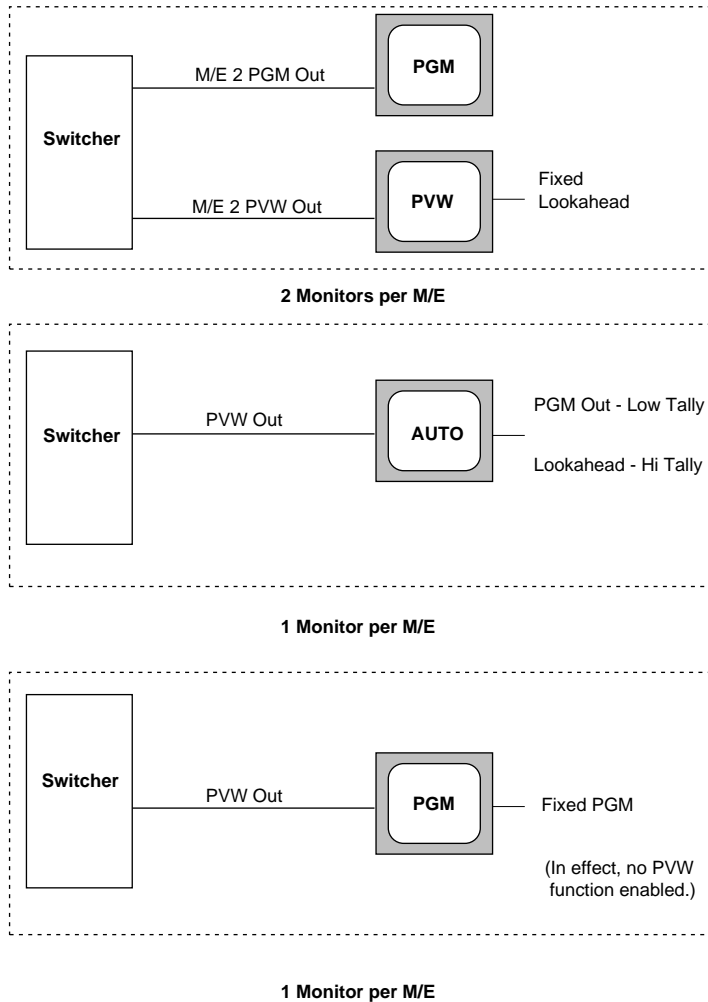 PGM
M/E 2 PGM Out
Switcher
PVW
M/E 2 PVW Out
Fixed
Lookahead
2 Monitors per M/E
Switcher
PVW Out
AUTO
PGM Out - Low Tally
Lookahead - Hi Tally
1 Monitor per M/E
Switcher
PVW Out
PGM
Fixed PGM
(In effect, no PVW
function enabled.)
1 Monitor per M/E